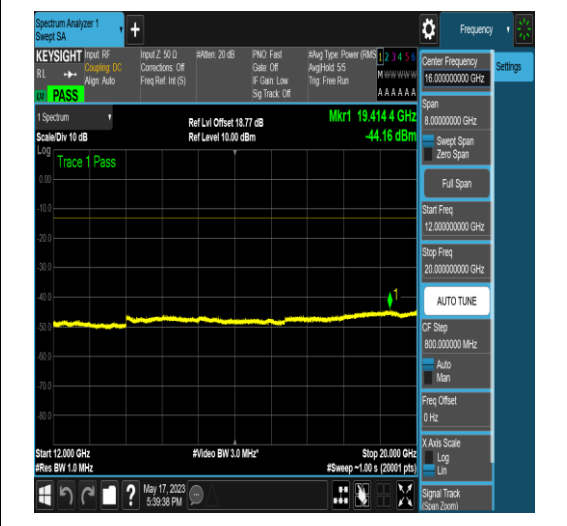 Spectrum Analyzer 1
Swept SA
+
Frequency
KEYSIGHT
RL
PASS
Input: RF
Coupling: DC
Align: Auto
Input Z: 50 Ω
Corrections: Off
Freq Ref: Int (S)
#Atten: 20 dB
PNO: Fast
Gate: Off
IF Gain: Low
Sig Track: Off
#Avg Type: Power (RMS
Avg|Hold: 5/5
Trig: Free Run
1 2 3 4 5 6
M W W W W W
A A A A A A
1 Spectrum
Scale/Div 10 dB
Ref Lvl Offset 18.77 dB
Ref Level 10.00 dBm
Mkr1 19.414 4 GHz
-44.16 dBm
Log
Trace 1 Pass
0.00
-10.0
-20.0
-30.0
-40.0
-50.0
-60.0
-70.0
-80.0
1
Start 12.000 GHz
#Res BW 1.0 MHz
#Video BW 3.0 MHz*
Stop 20.000 GHz
#Sweep ~1.00 s (20001 pts)
?
May 17, 2023
5:39:38 PM
Center Frequency
16.000000000 GHz
Span
8.00000000 GHz
Swept Span
Zero Span
Full Span
Start Freq
12.000000000 GHz
Stop Freq
20.000000000 GHz
AUTO TUNE
CF Step
800.000000 MHz
Auto
Man
Freq Offset
0 Hz
X Axis Scale
Log
Lin
Signal Track
(Span Zoom)
Settings